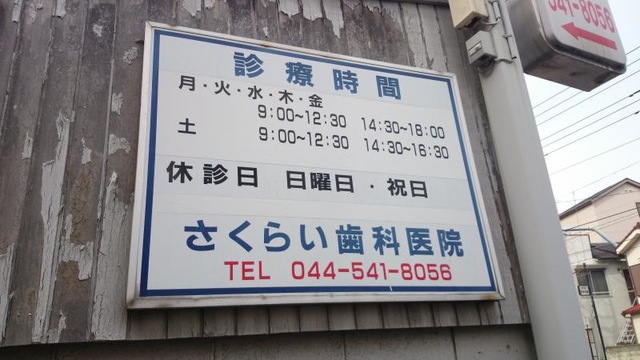 診療時間
月・火・水・木・金
9:00~12:30 14:30~18:00
土 9:00~12:30 14:30~16:30
休診日 日曜日・祝日
さくらい歯科医院
TEL 044-541-8056
041-8056